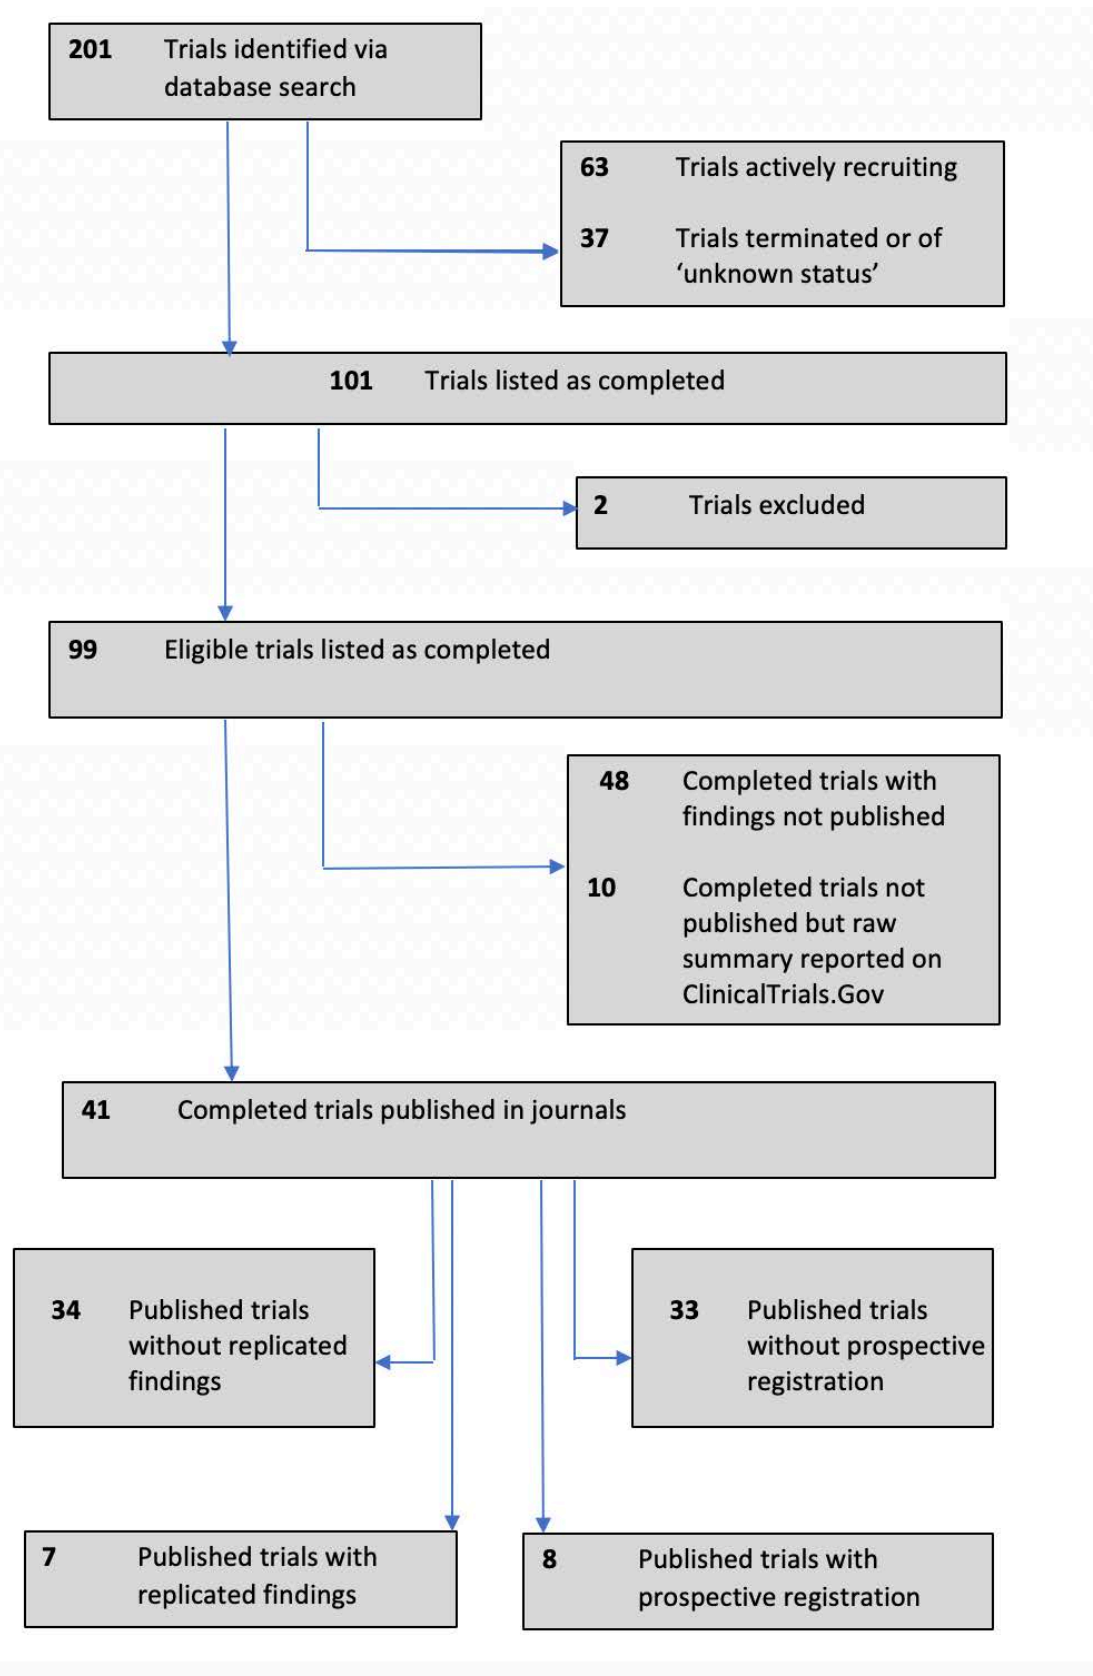 201 Trials identified via
database search
63 Trials actively recruiting
37 Trials terminated or of
‘unknown status’
101 Trials listed as completed
2 Trials excluded
99 Eligible trials listed as completed
48 Completed trials with
findings not published
10 Completed trials not
published but raw
summary reported on
ClinicalTrials.Gov
41 Completed trials published in journals
34 Published trials
without replicated
findings
33 Published trials
without prospective
registration
7 Published trials with
replicated findings
8 Published trials with
prospective registration